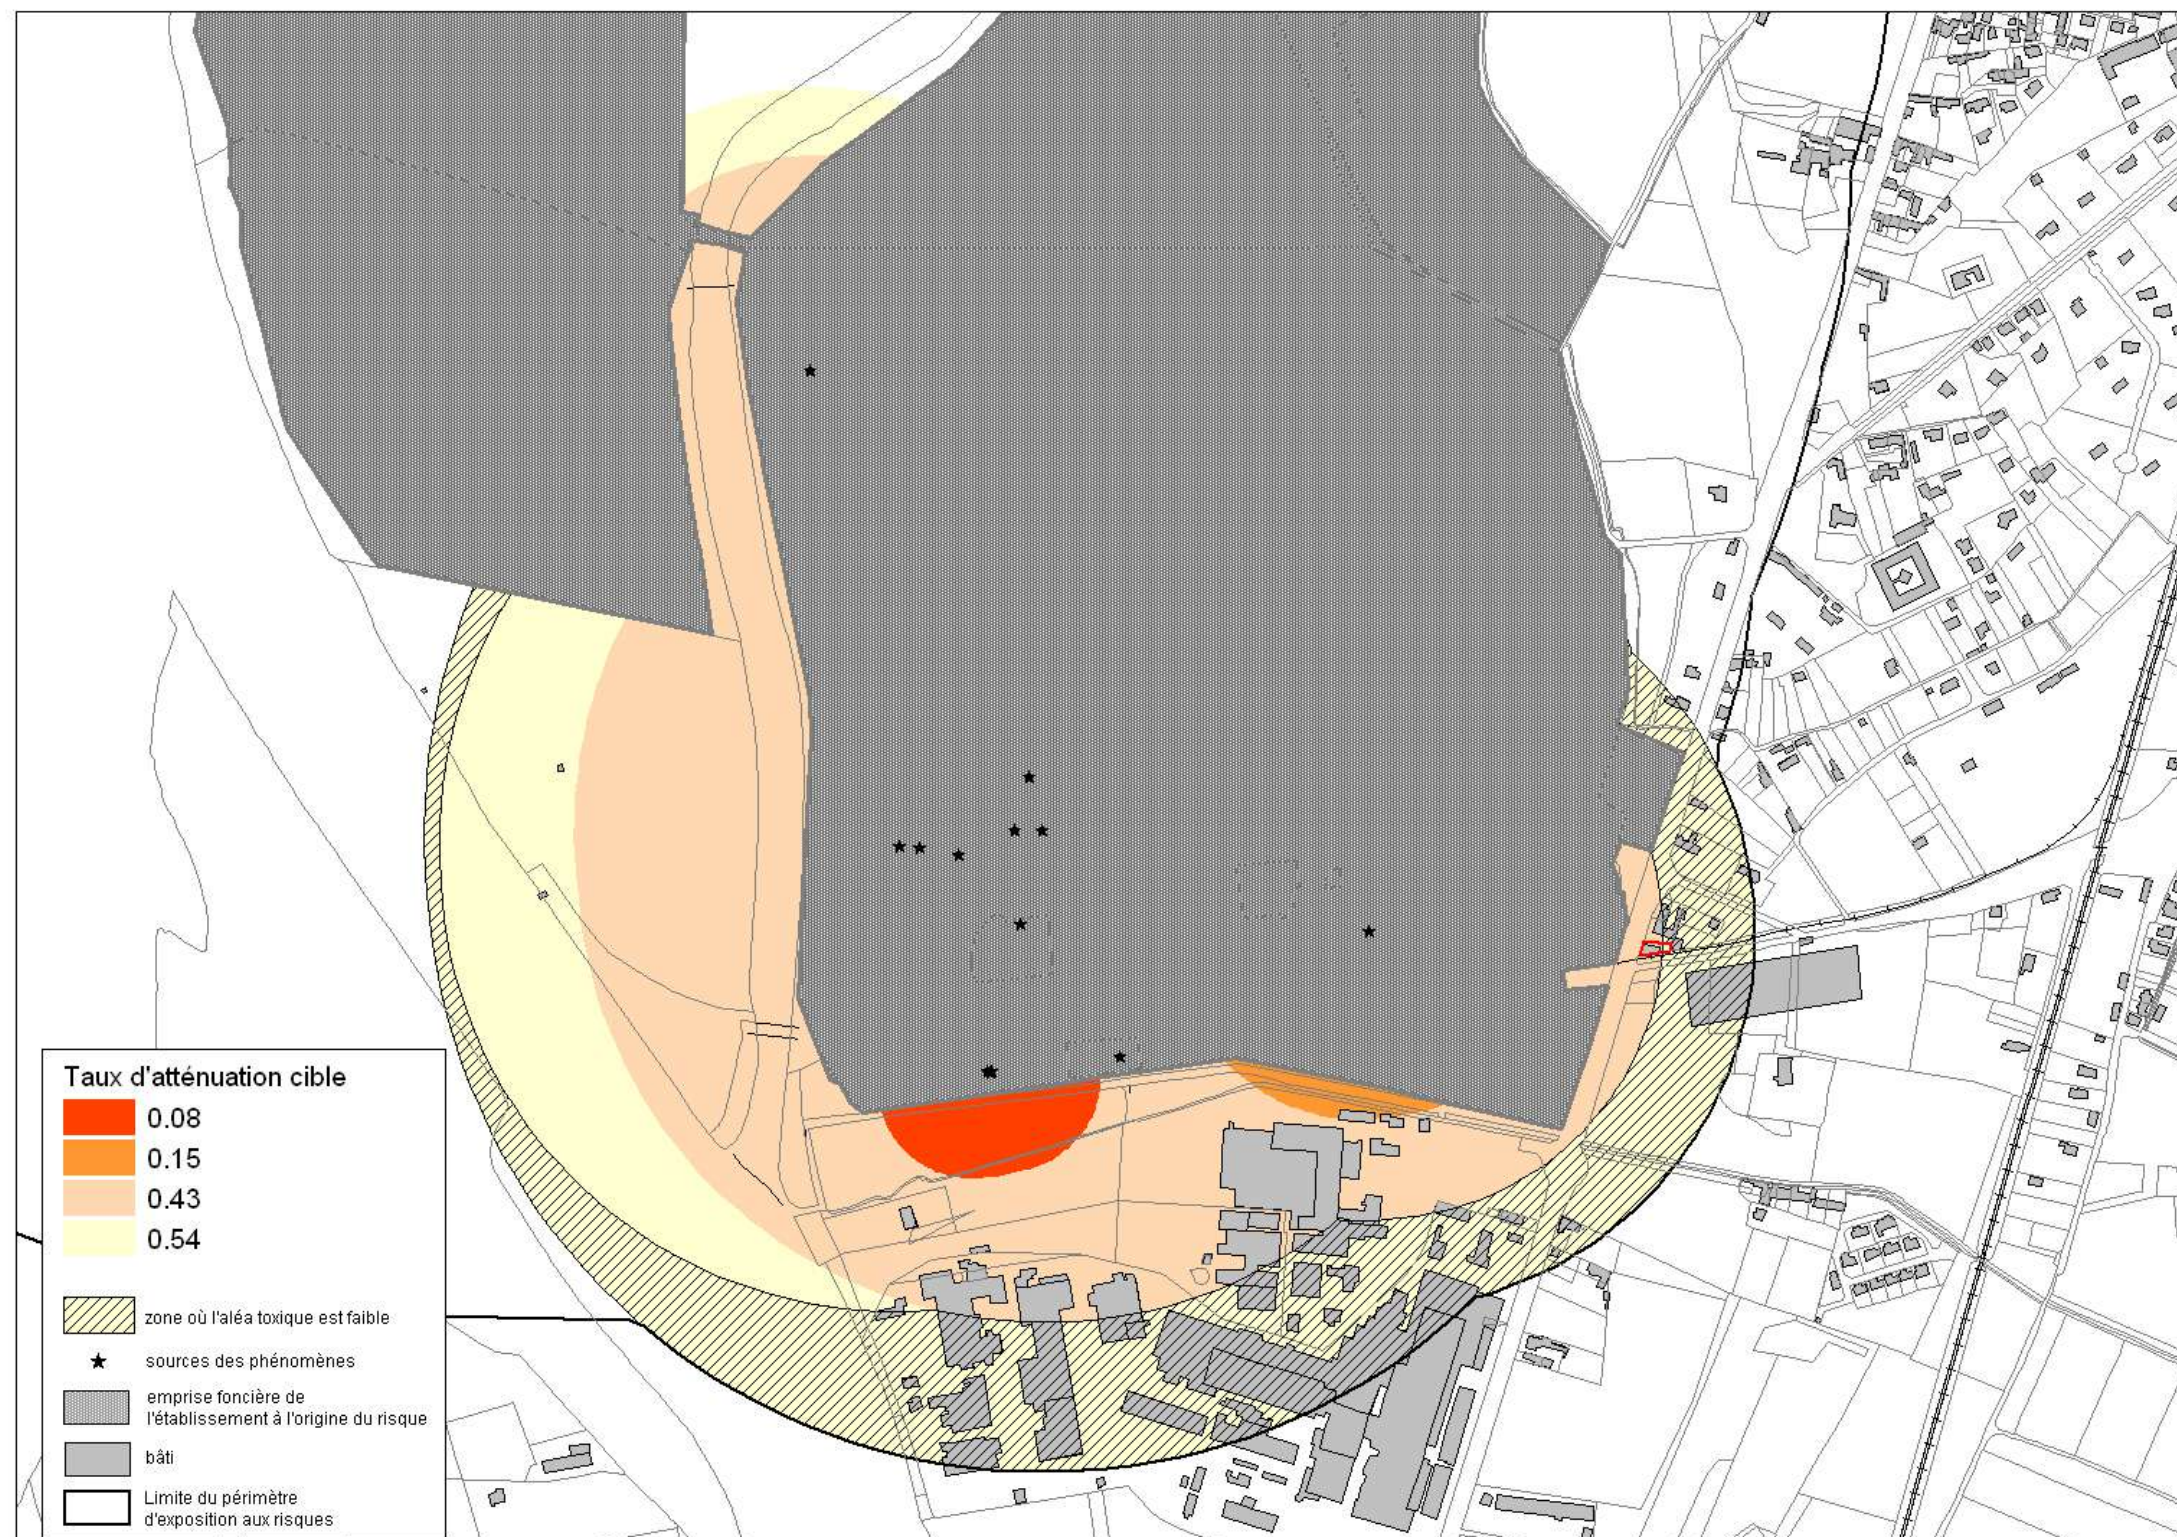 Taux d'atténuation cible
0.08
0.15
0.43
0.54
zone où l'aléa toxique est faible
sources des phénomènes
emprise foncière de
l'établissement à l'origine du risque
bâti
Limite du périmètre
d'exposition aux risques